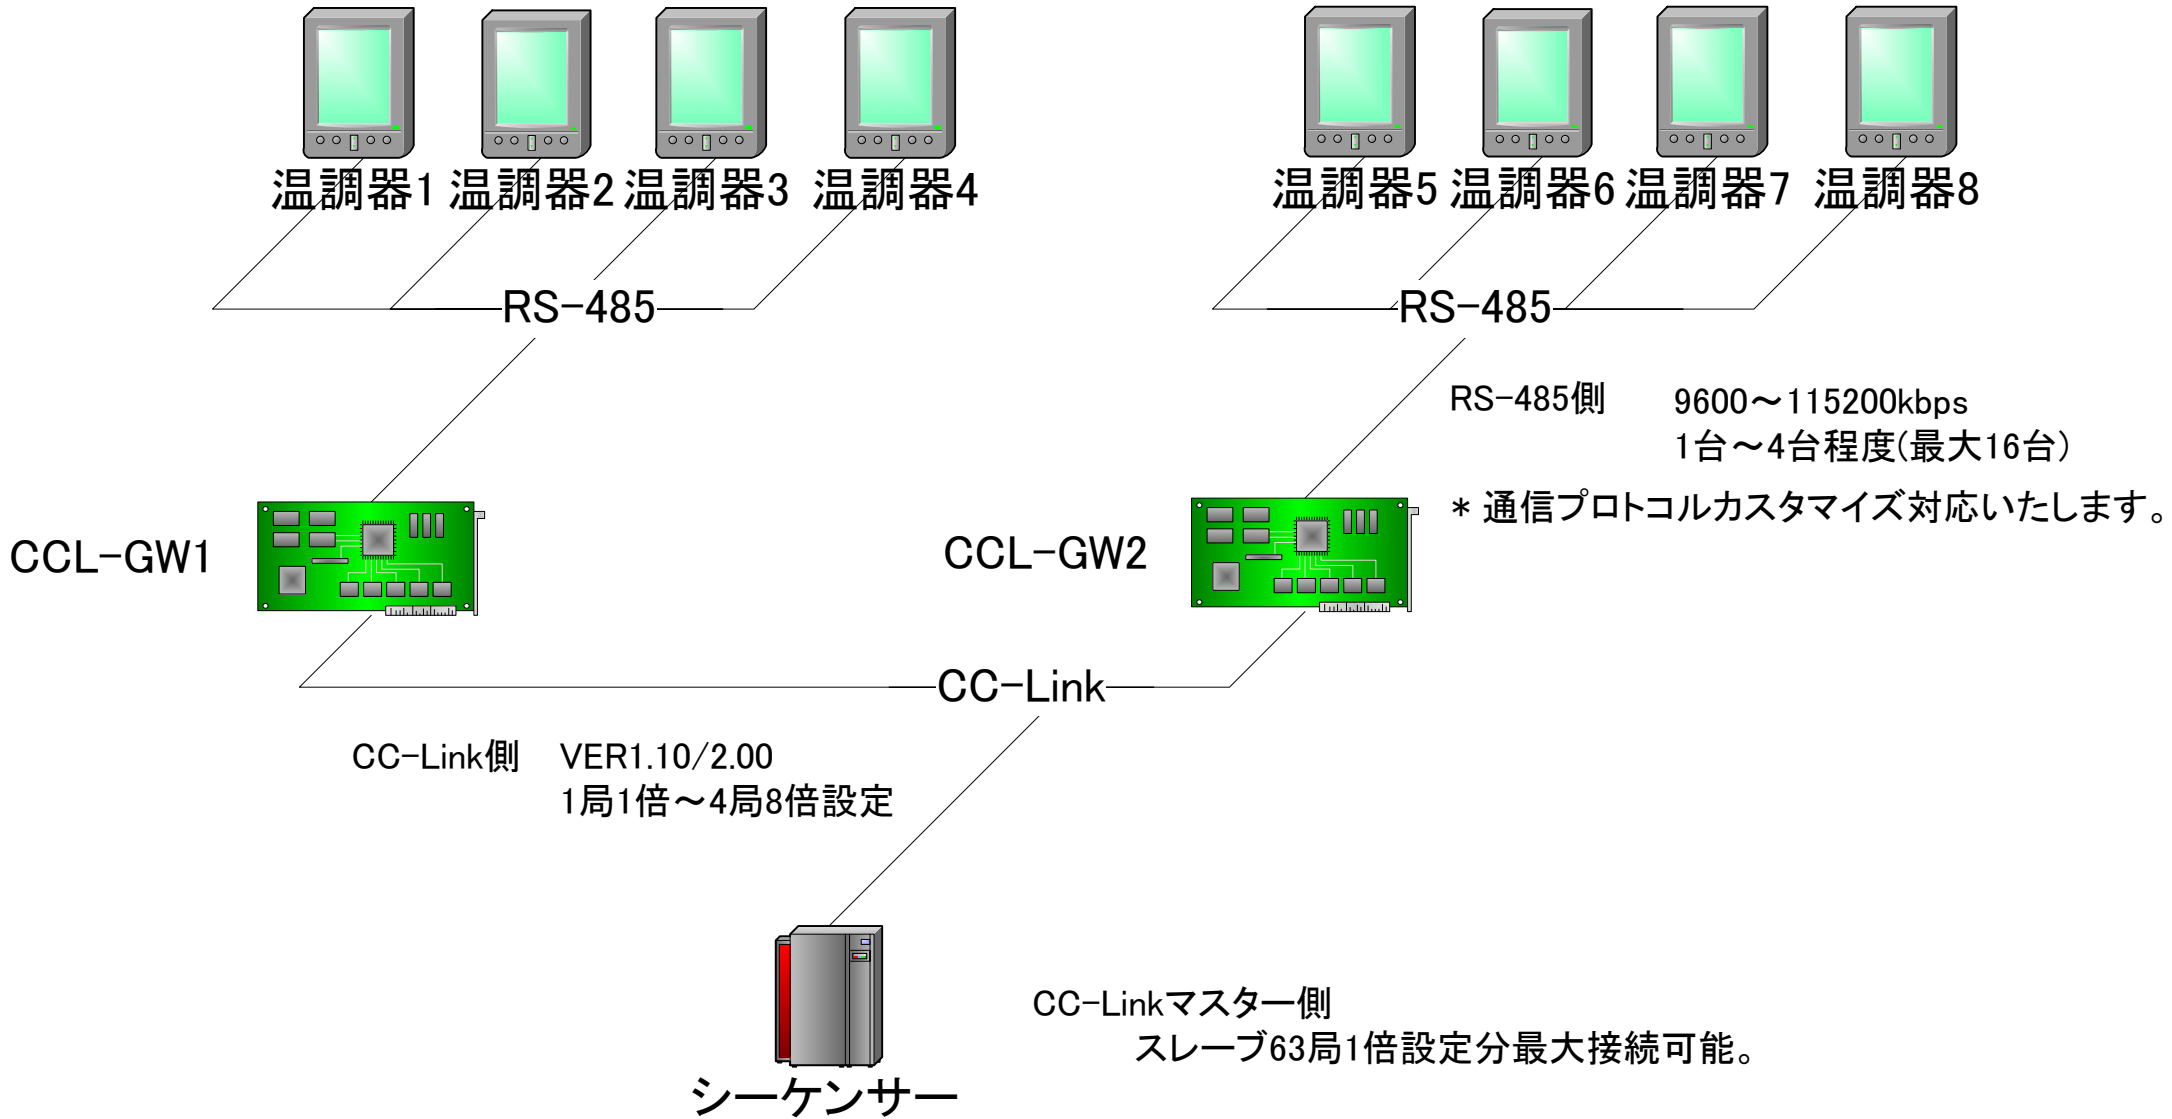 温調器1 温調器2 温調器3 温調器4 温調器5 温調器6 温調器7 温調器8
RS-485 RS-485
RS-485側 9600～115200kbps
1台～4台程度(最大16台)
* 通信プロトコルカスタマイズ対応いたします。
CCL-GW1 CCL-GW2
CC-Link
CC-Link側 VER1.10/2.00
1局1倍～4局8倍設定
CC-Linkマスター側
スレーブ63局1倍設定分最大接続可能。
シーケンサー